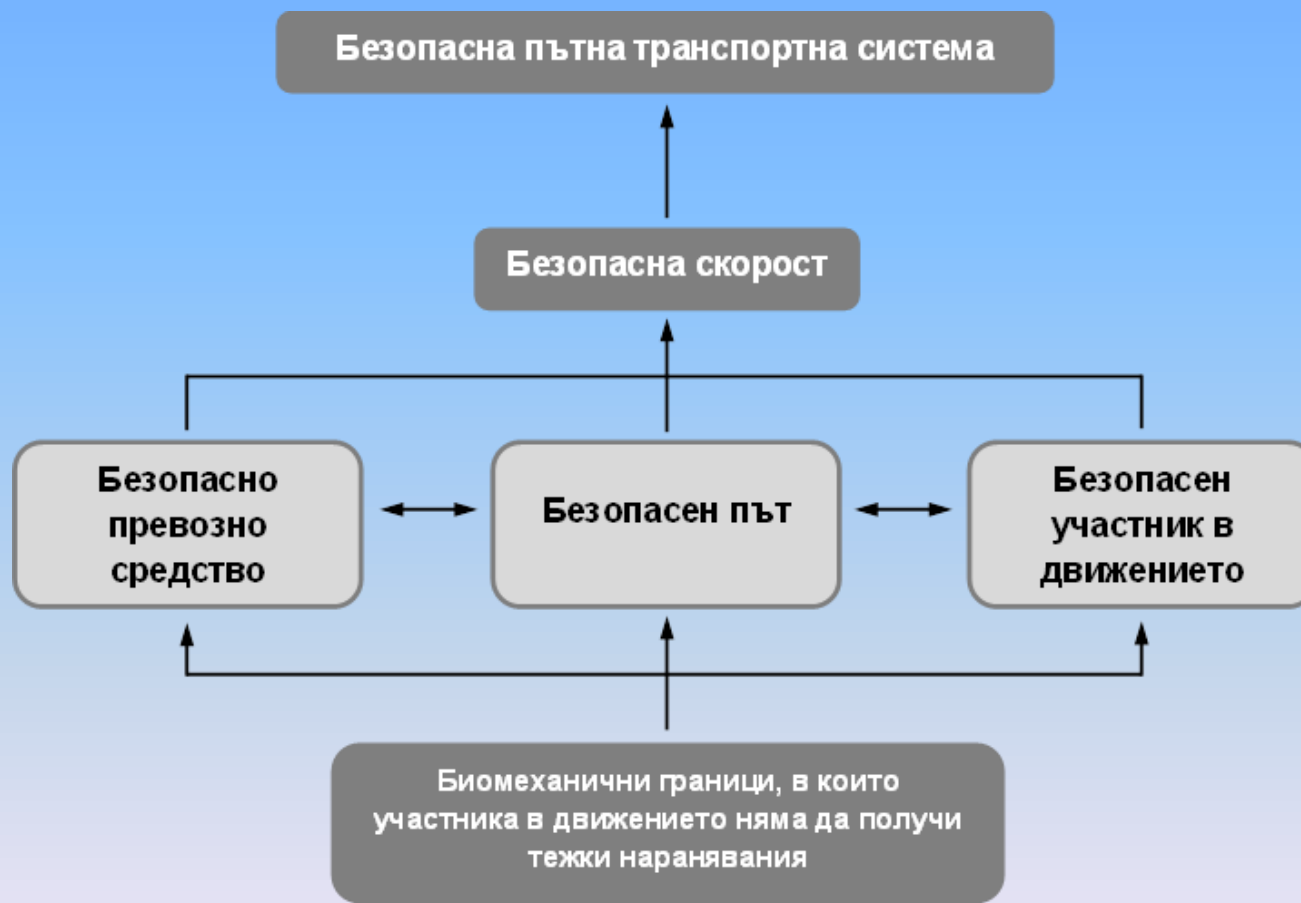 Безопасна пътна транспортна система
Безопасна скорост
Безопасно
превозно
средство
Безопасен път
Безопасен
участник в
движението
Биомеханични граници, в които
участника в движението няма да получи
тежки наранявания